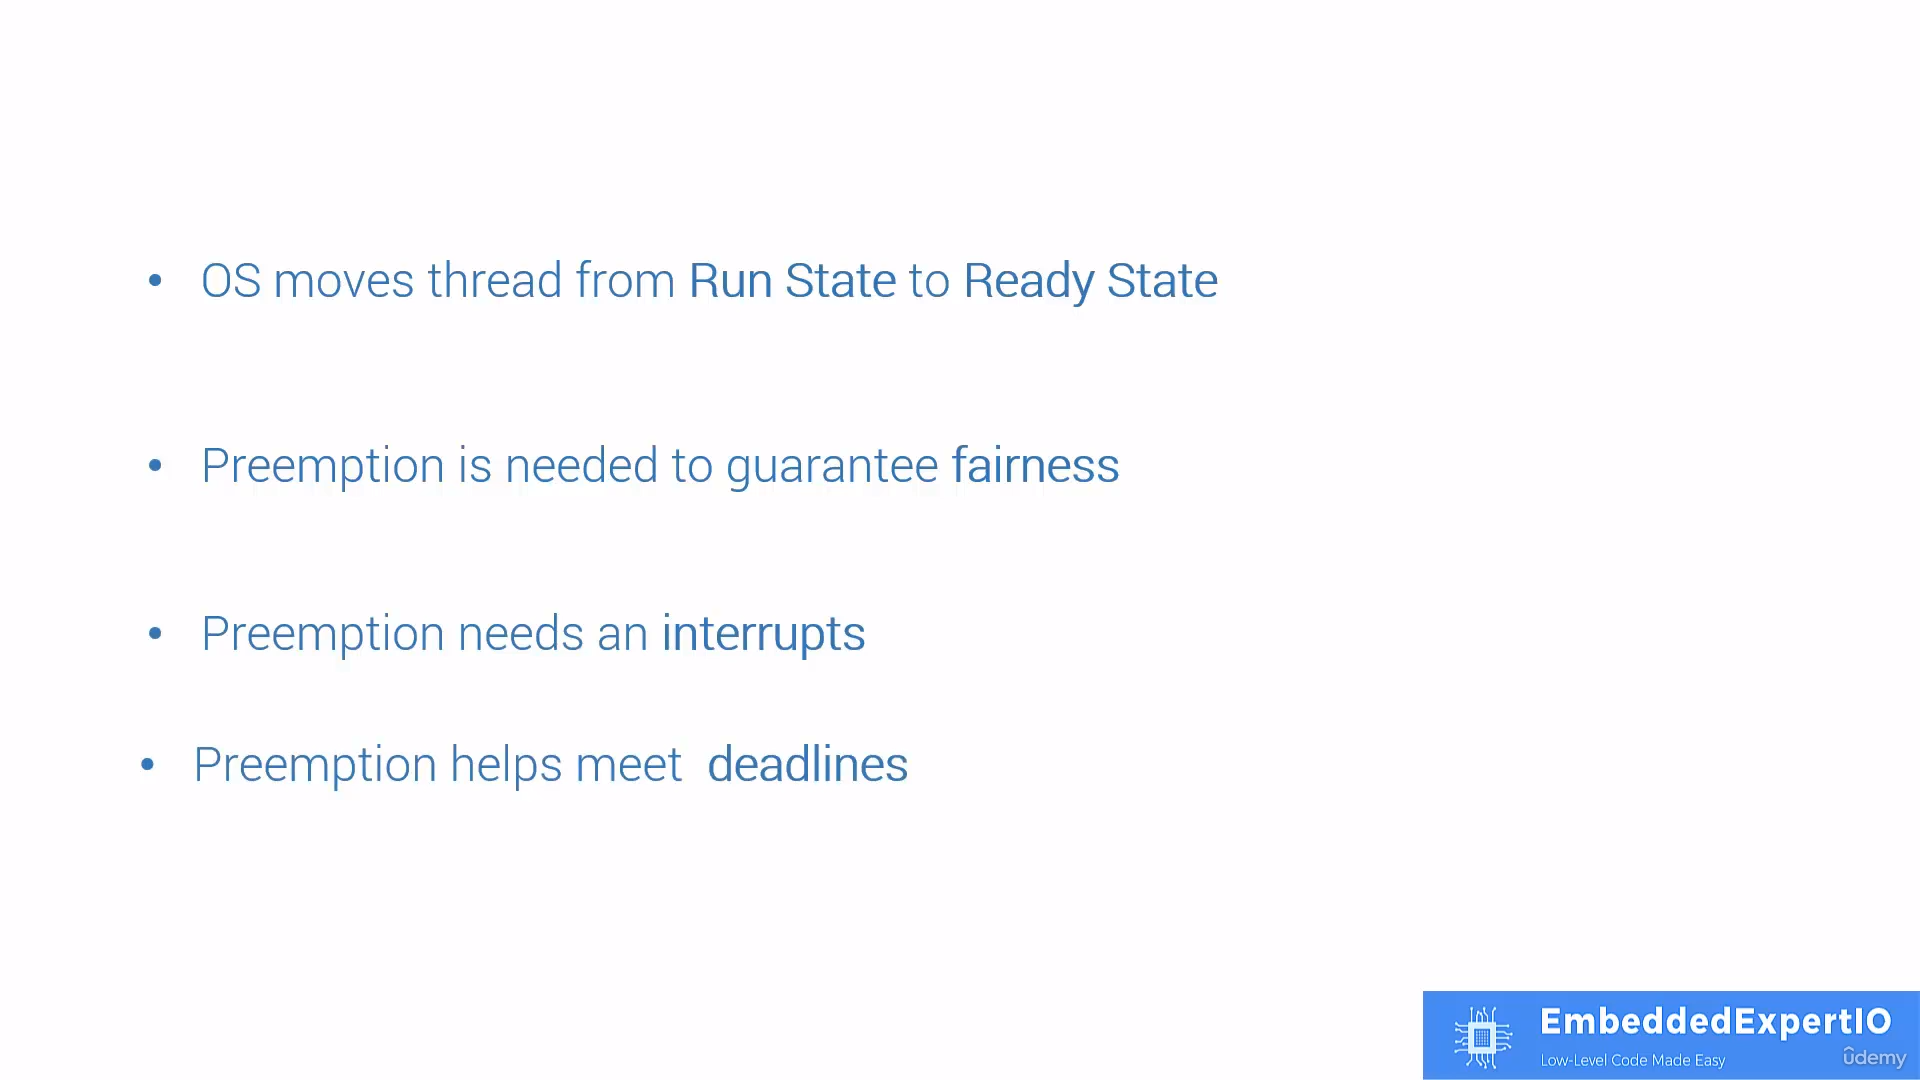 • OS moves thread from Run State to Ready State
• Preemption is needed to guarantee fairness
• Preemption needs an interrupts
• Preemption helps meet  deadlines
EmbeddedExpertIO
Low-Level Code Made Easy
ûdemy